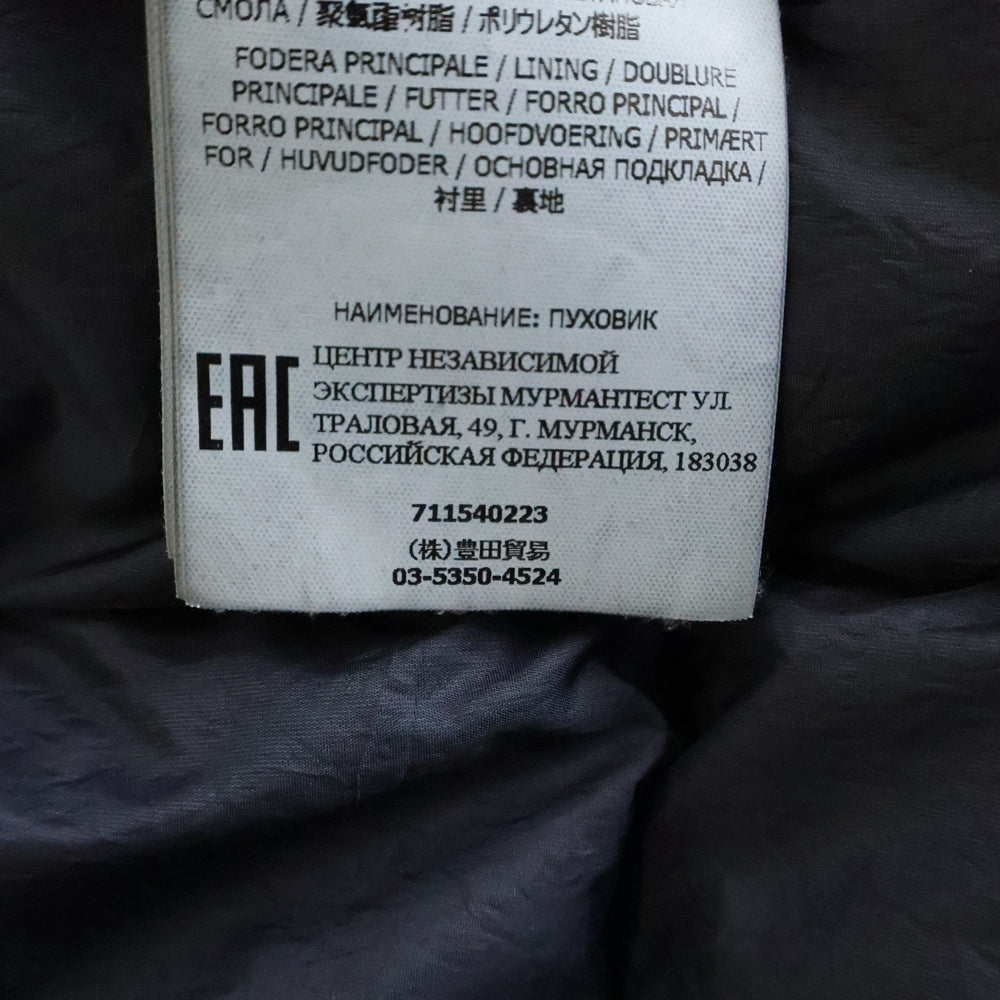 СМОЛА / 聚氨酯树脂 / ポリウレタン樹脂
FODERA PRINCIPALE / LINING / DOUBLURE
PRINCIPALE / FUTTER / FORRO PRINCIPAL /
FORRO PRINCIPAL / HOOFDVOERING / PRIMÆRT
FOR / HUVUDFODER / ОСНОВНАЯ ПОДКЛАДКА /
衬里 / 裏地
НАИМЕНОВАНИЕ: ПУХОВИК
EAC
ЦЕНТР НЕЗАВИСИМОЙ
ЭКСПЕРТИЗЫ МУРМАНТЕСТ УЛ.
ТРАЛОВАЯ, 49, Г. МУРМАНСК,
РОССИЙСКАЯ ФЕДЕРАЦИЯ, 183038
711540223
(株)豊田貿易
03-5350-4524